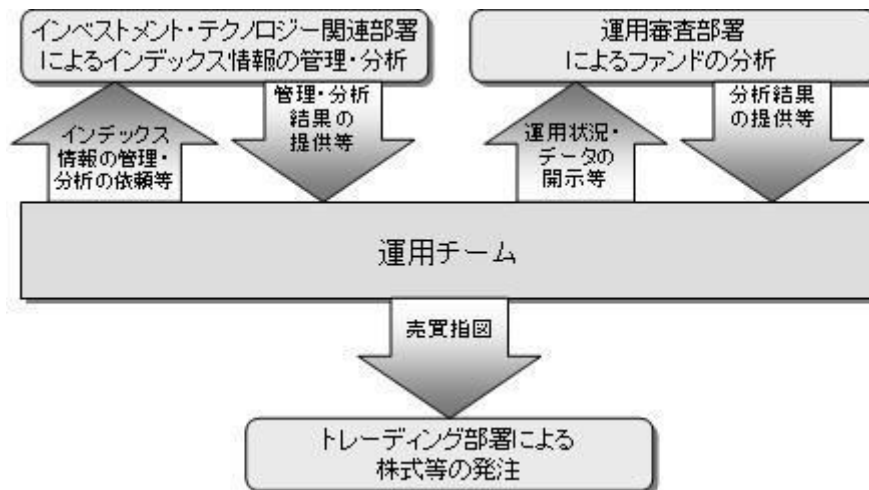 インベストメント・テクノロジー関連部署
によるインデックス情報の管理・分析
運用審査部署
によるファンドの分析
インデックス
情報の管理・
分析の依頼等
管理・分析
結果の
提供等
運用状況・
データの
開示等
分析結果
の提供等
運用チーム
売買指図
トレーディング部署による
株式等の発注